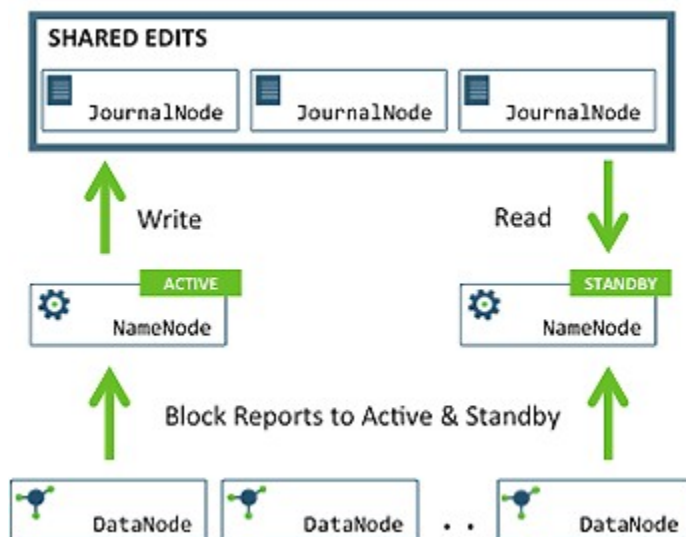 SHARED EDITS
JournalNode JournalNode JournalNode
Write Read
ACTIVE STANDBY
NameNode NameNode
Block Reports to Active & Standby
DataNode DataNode . . DataNode